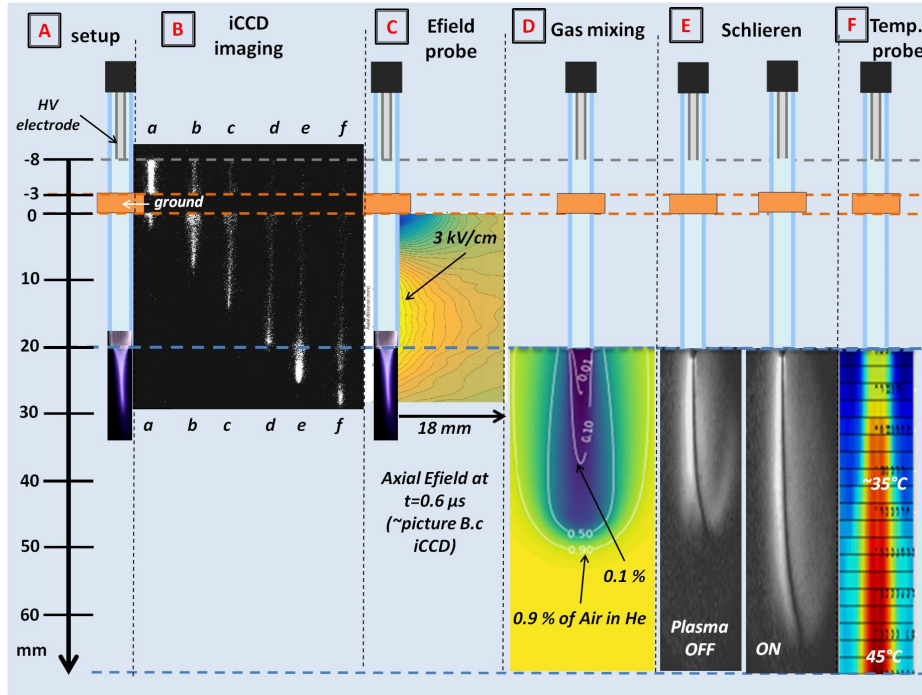 A setup
B iCCD imaging
C Efield probe
D Gas mixing
E Schlieren
F Temp. probe
HV electrode
a b c d e f
-8
-3
ground
0
3 kV/cm
10
20
0.01
0.10
30
a b c d e f
18 mm
40
Axial Efield at
t=0.6 µs
(~picture B.c
iCCD)
~35°C
50
0.50
0.90
0.1 %
60
0.9 % of Air in He
Plasma
OFF
ON
mm
45°C